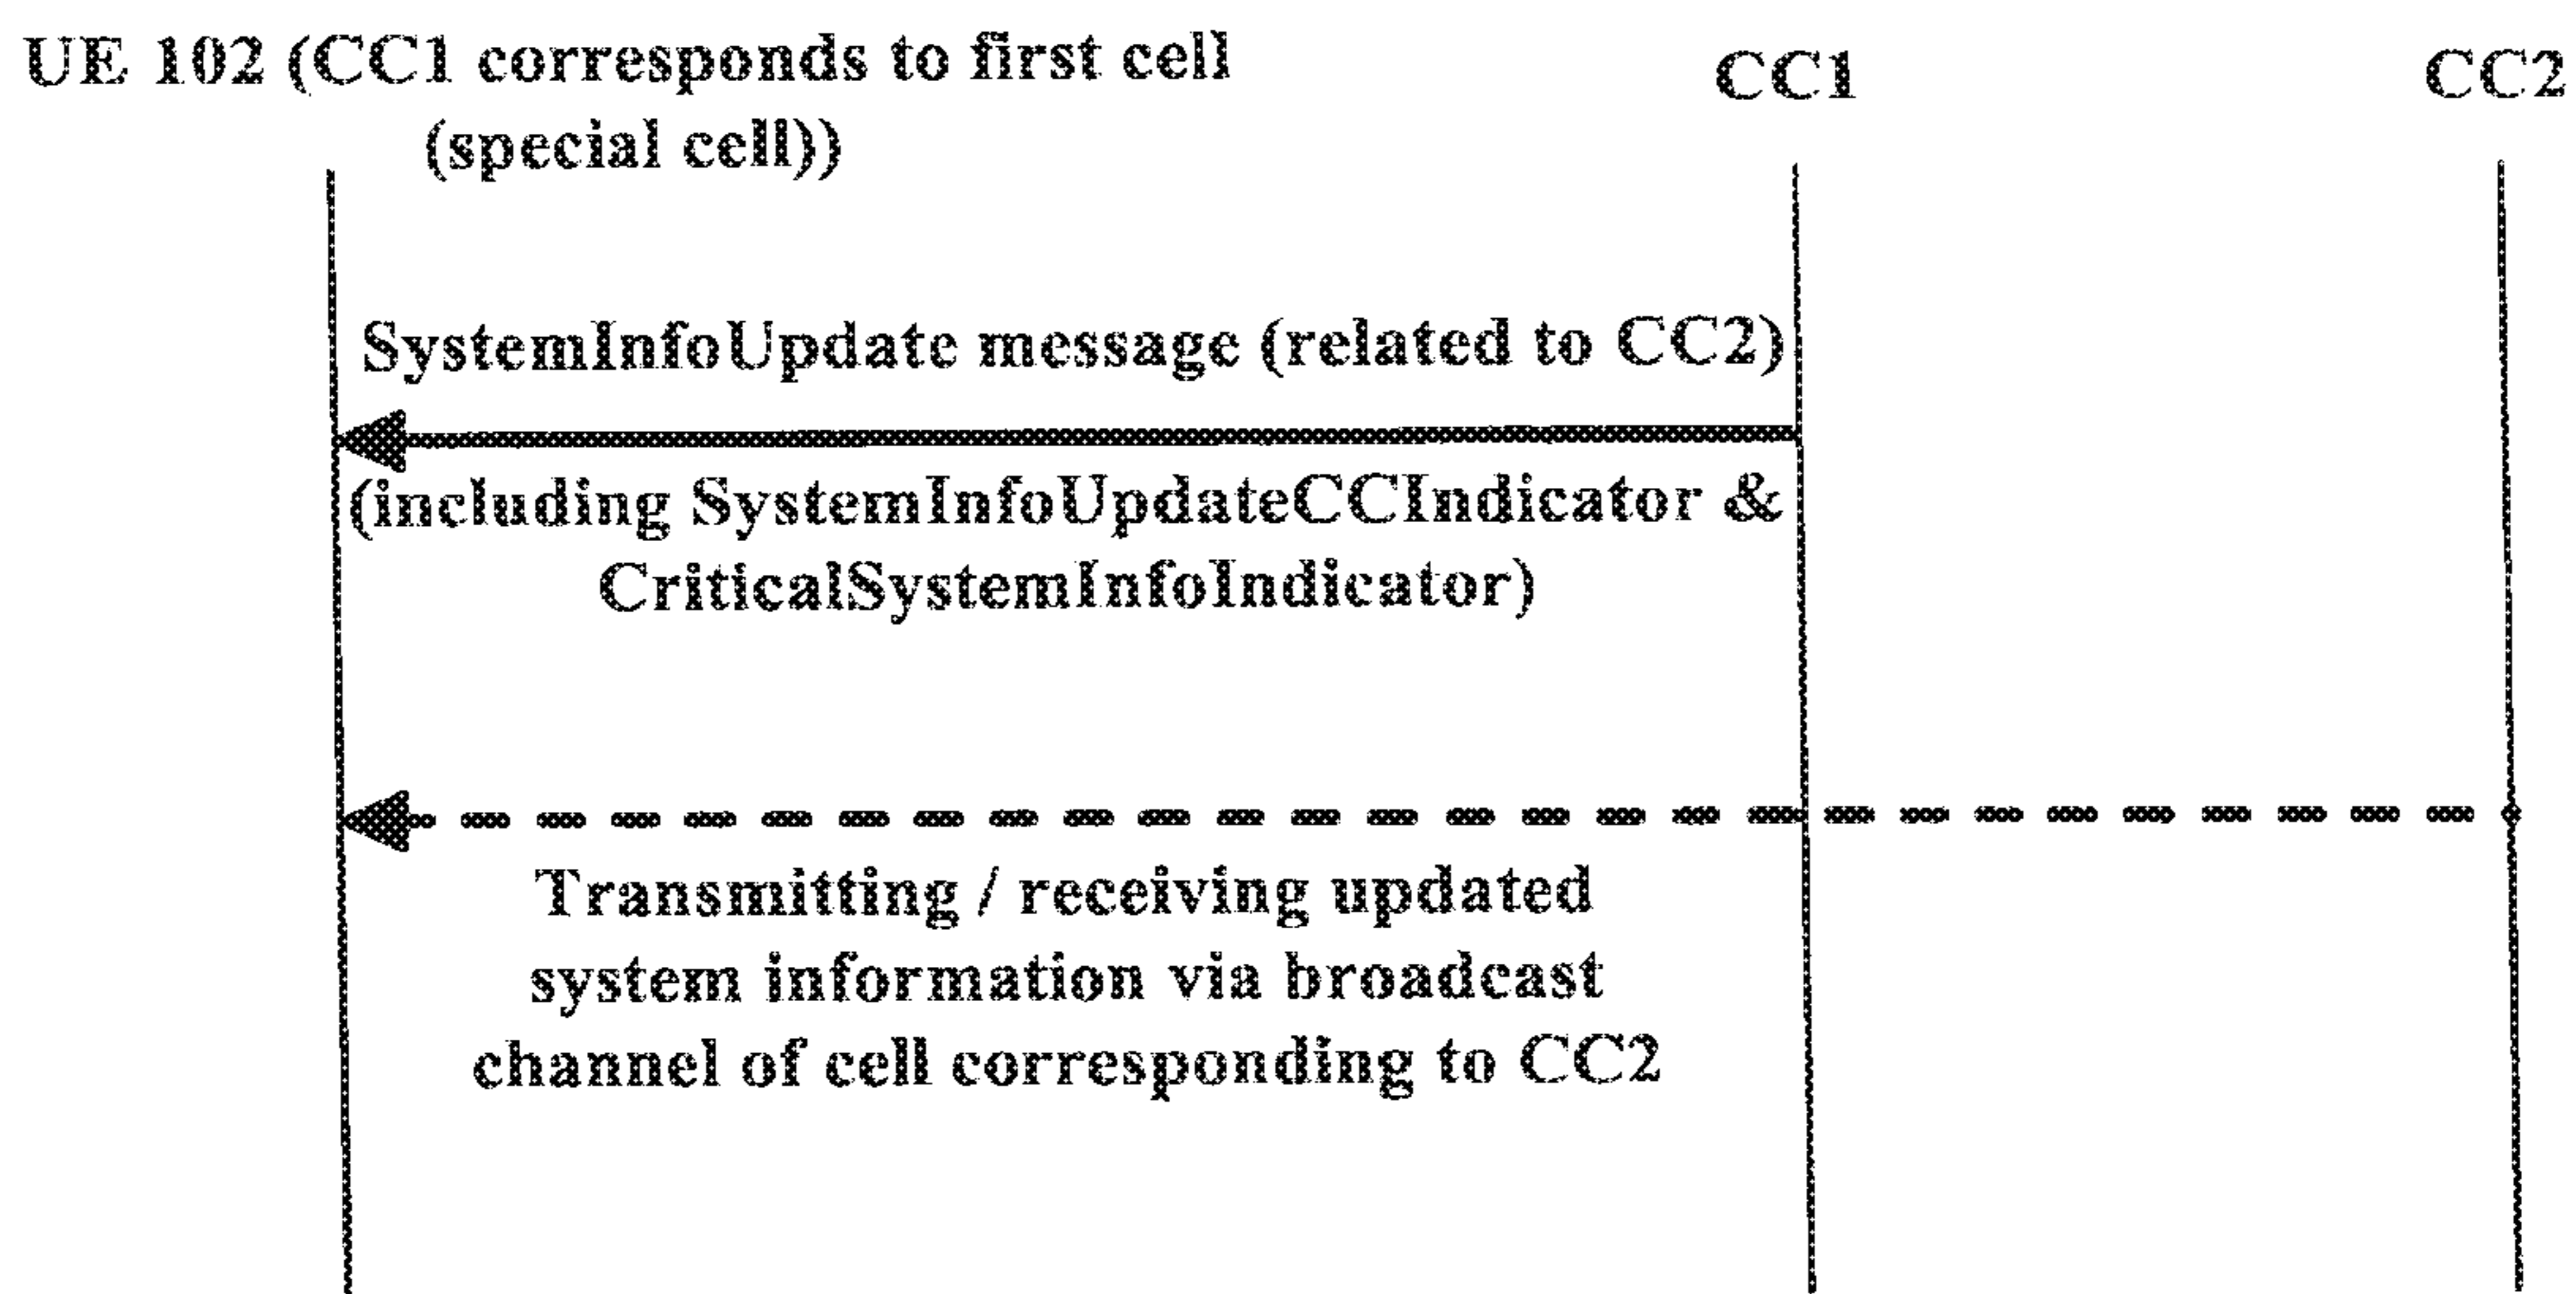 UE 102 (CC1 corresponds to first cell
(special cell))
CC1
CC2
SystemInfoUpdate message (related to CC2)
(including SystemInfoUpdateCCIndicator &
CriticalSystemInfoIndicator)
Transmitting / receiving updated
system information via broadcast
channel of cell corresponding to CC2